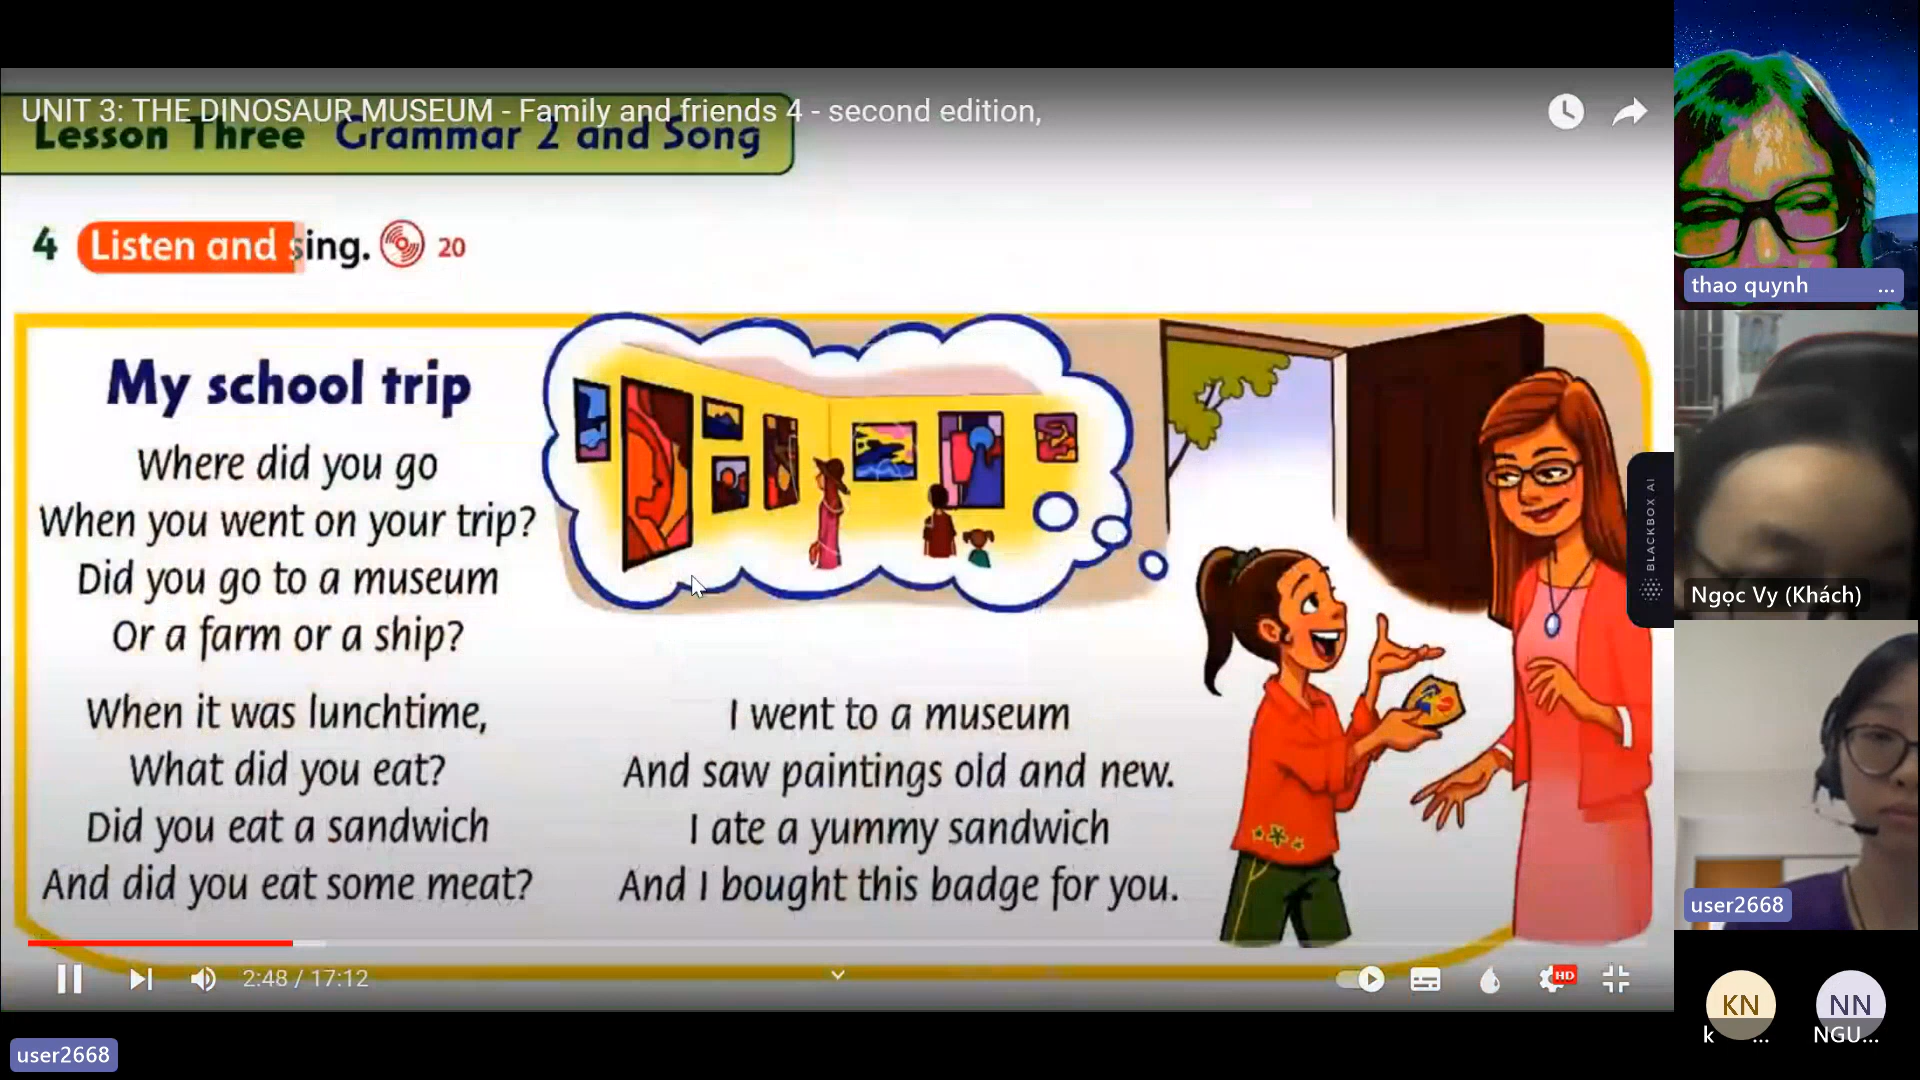 UNIT 3: THE DINOSAUR MUSEUM - Family and friends 4 - second edition,
Lesson Three Grammar 2 and Song
4 Listen and sing. 20
My school trip
Where did you go
When you went on your trip?
Did you go to a museum
Or a farm or a ship?
When it was lunchtime,
What did you eat?
Did you eat a sandwich
And did you eat some meat?
I went to a museum
And saw paintings old and new.
I ate a yummy sandwich
And I bought this badge for you.
2:48 / 17:12
HD
BLACKBOX AI
user2668
thao quynh ...
Ngọc Vy (Khách)
user2668
KN
k ...
NN
NGU...